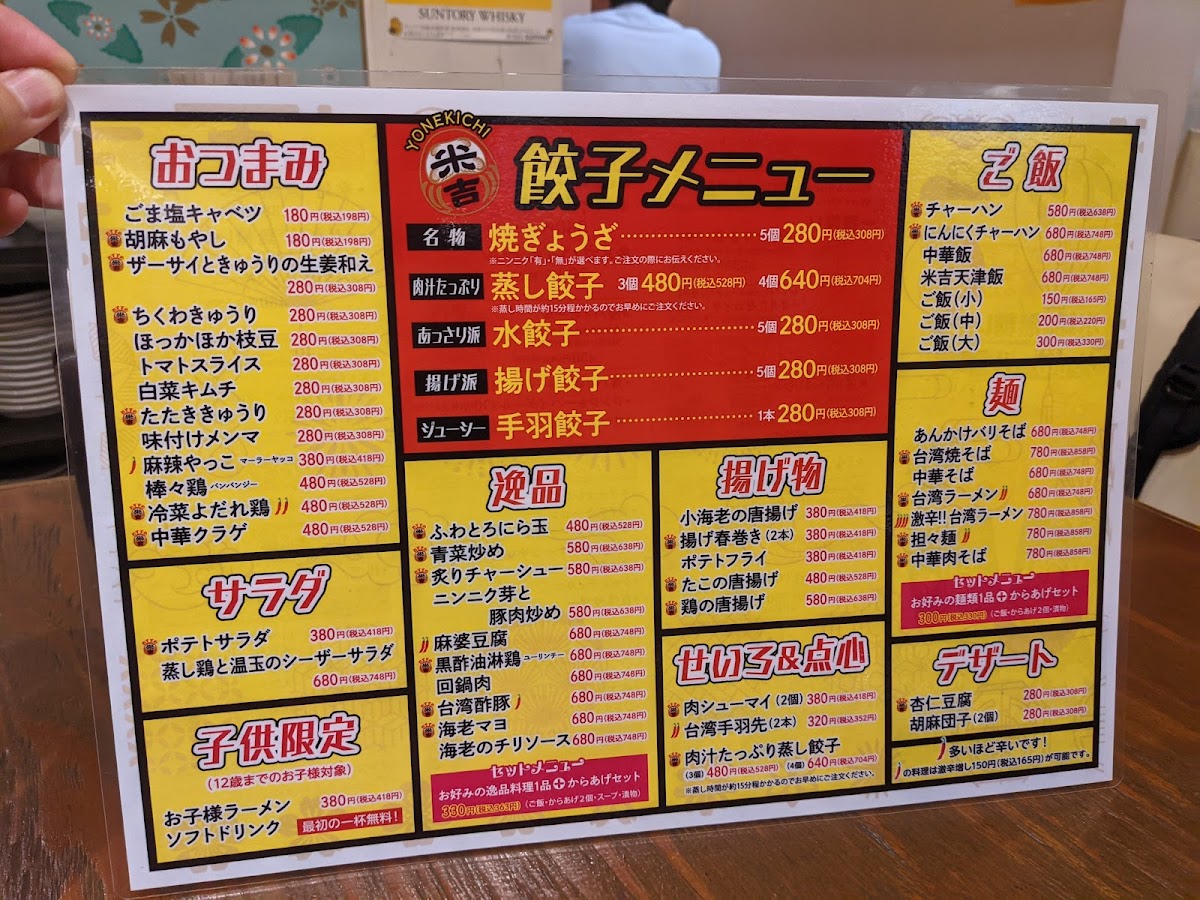 SUNTORY WHISKY
YONEKICHI
米吉
餃子メニュー
名物 焼ぎょうざ 5個 280円(税込308円)
※ニンニク「有」・「無」が選べます。ご注文の際にお伝えください。
肉汁たっぷり 蒸し餃子 3個 480円(税込528円) 4個 640円(税込704円)
※蒸し時間が約15分程かかるのでお早めにご注文ください。
あっさり派 水餃子 5個 280円(税込308円)
揚げ派 揚げ餃子 5個 280円(税込308円)
ジューシー 手羽餃子 1本 280円(税込308円)
おつまみ
ごま塩キャベツ 180円(税込198円)
胡麻もやし 180円(税込198円)
ザーサイときゅうりの生姜和え
280円(税込308円)
ちくわきゅうり 280円(税込308円)
ほっかほか枝豆 280円(税込308円)
トマトスライス 280円(税込308円)
白菜キムチ 280円(税込308円)
たたききゅうり 280円(税込308円)
味付けメンマ 280円(税込308円)
麻辣やっこ マーラーヤッコ 380円(税込418円)
棒々鶏 バンバンジー 480円(税込528円)
冷菜よだれ鶏 480円(税込528円)
中華クラゲ 480円(税込528円)
サラダ
ポテトサラダ 380円(税込418円)
蒸し鶏と温玉のシーザーサラダ
680円(税込748円)
子供限定
(12歳までのお子様対象)
お子様ラーメン 380円(税込418円)
ソフトドリンク 最初の一杯無料!
逸品
ふわとろにら玉 480円(税込528円)
青菜炒め 580円(税込638円)
炙りチャーシュー 580円(税込638円)
ニンニク芽と
豚肉炒め 580円(税込638円)
麻婆豆腐 680円(税込748円)
黒酢油淋鶏 ユーリンチー 680円(税込748円)
回鍋肉 680円(税込748円)
台湾酢豚 680円(税込748円)
海老マヨ 680円(税込748円)
海老のチリソース 680円(税込748円)
セットメニュー
お好みの逸品料理1品+からあげセット
330円(税込363円) (ご飯・からあげ2個・スープ・漬物)
揚げ物
小海老の唐揚げ 380円(税込418円)
揚げ春巻き(2本) 380円(税込418円)
ポテトフライ 380円(税込418円)
たこの唐揚げ 480円(税込528円)
鶏の唐揚げ 580円(税込638円)
せいろ&点心
肉シューマイ(2個) 380円(税込418円)
台湾手羽先(2本) 320円(税込352円)
肉汁たっぷり蒸し餃子
(3個) 480円(税込528円) (4個) 640円(税込704円)
※蒸し時間が約15分程かかるのでお早めにご注文ください。
ご飯
チャーハン 580円(税込638円)
にんにくチャーハン 680円(税込748円)
中華飯 680円(税込748円)
米吉天津飯 680円(税込748円)
ご飯(小) 150円(税込165円)
ご飯(中) 200円(税込220円)
ご飯(大) 300円(税込330円)
麺
あんかけバリそば 680円(税込748円)
台湾焼そば 780円(税込858円)
中華そば 680円(税込748円)
台湾ラーメン 680円(税込748円)
激辛!!台湾ラーメン 780円(税込858円)
担々麺 780円(税込858円)
中華肉そば 780円(税込858円)
セットメニュー
お好みの麺類1品+からあげセット
300円(税込330円) (ご飯・からあげ2個・漬物)
デザート
杏仁豆腐 280円(税込308円)
胡麻団子(2個) 280円(税込308円)
多いほど辛いです!
の料理は激辛増し150円(税込165円)が可能です。